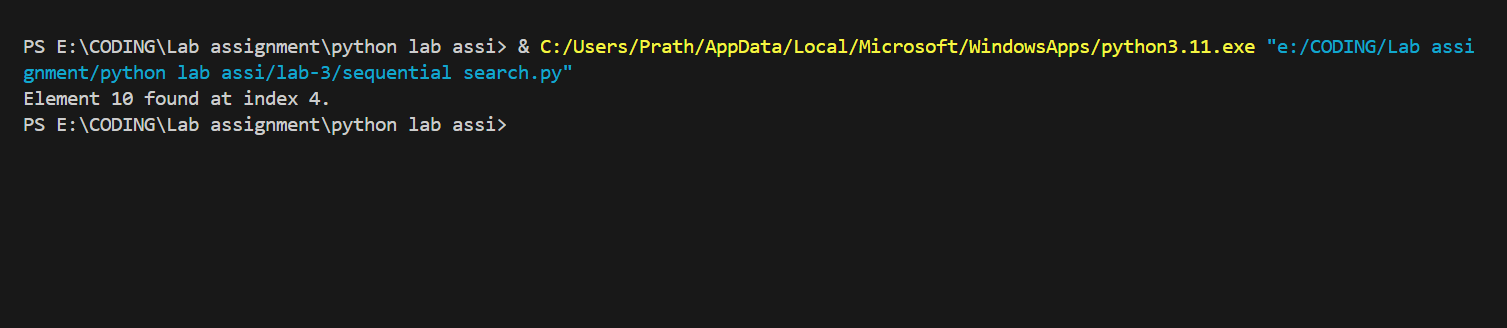 PS E:\CODING\Lab assignment\python lab assi> & C:/Users/Prath/AppData/Local/Microsoft/WindowsApps/python3.11.exe "e:/CODING/Lab assi
gnment/python lab assi/lab-3/sequential search.py"
Element 10 found at index 4.
PS E:\CODING\Lab assignment\python lab assi>